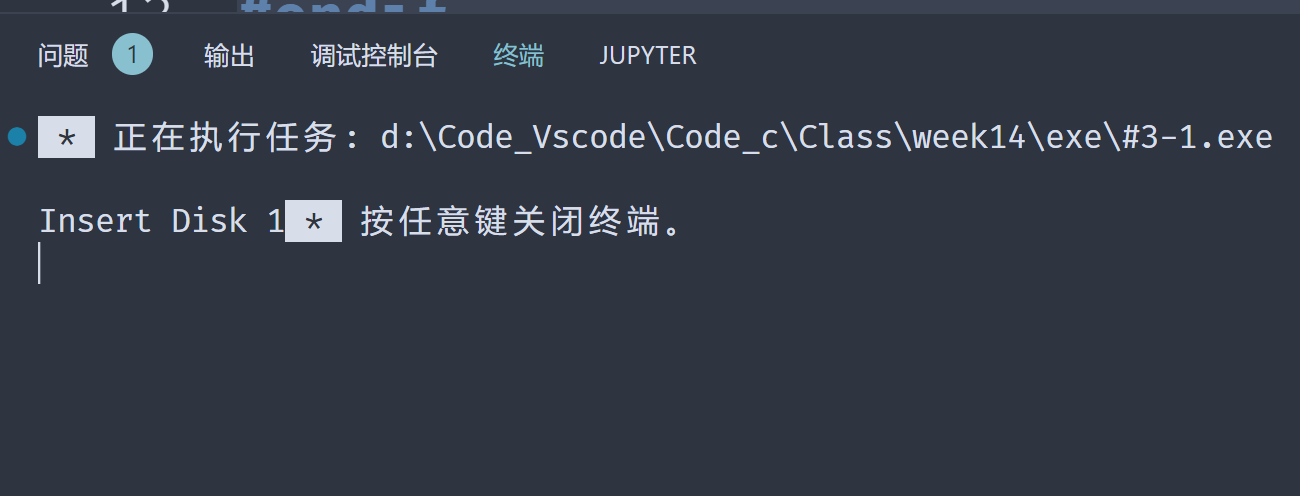 12 #endif
问题 1 输出 调试控制台 终端 JUPYTER
* 正在执行任务: d:\Code_Vscode\Code_c\Class\week14\exe\#3-1.exe
Insert Disk 1 * 按任意键关闭终端。